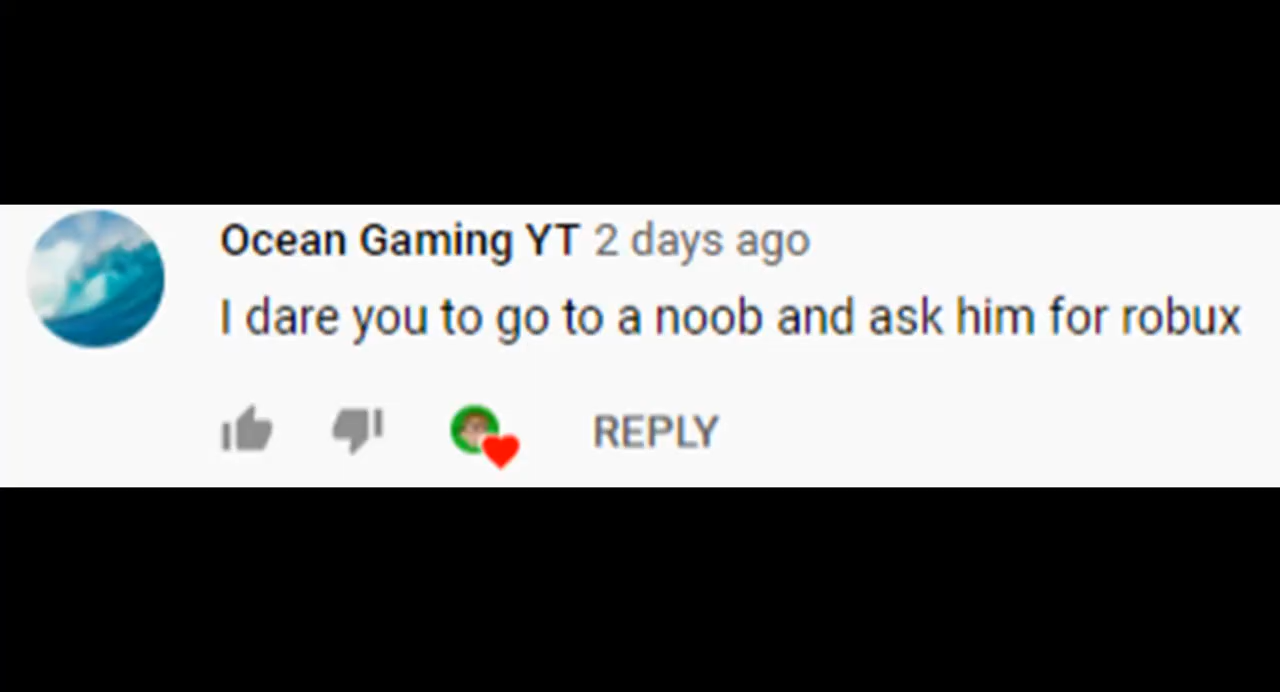 Ocean Gaming YT 2 days ago
I dare you to go to a noob and ask him for robux
REPLY